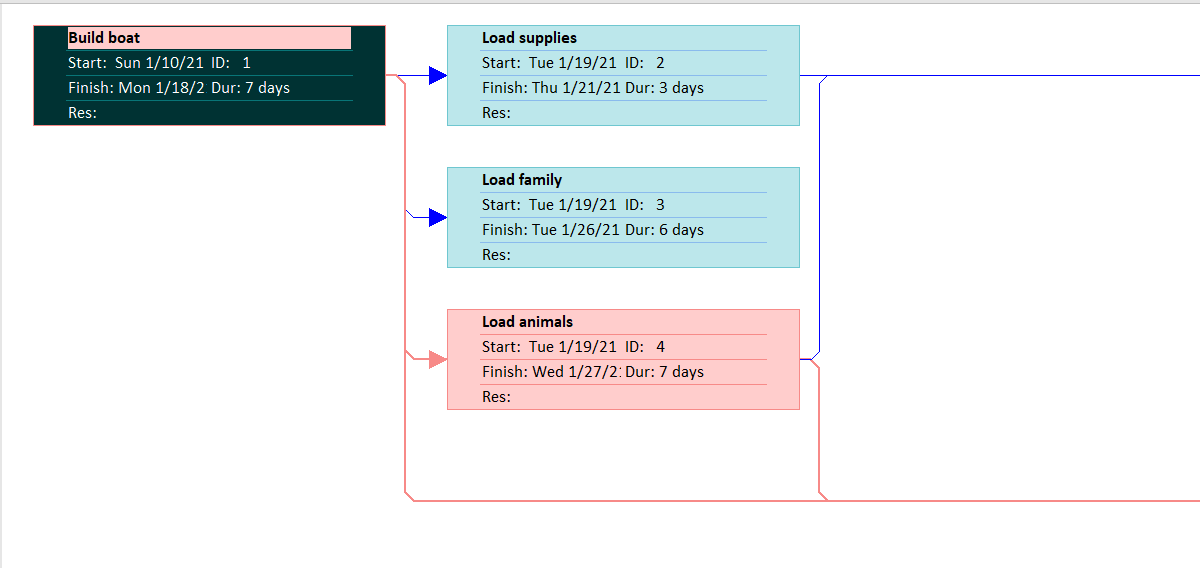 Build boat
Start: Sun 1/10/21 ID: 1
Finish: Mon 1/18/2 Dur: 7 days
Res:
Load supplies
Start: Tue 1/19/21 ID: 2
Finish: Thu 1/21/21 Dur: 3 days
Res:
Load family
Start: Tue 1/19/21 ID: 3
Finish: Tue 1/26/21 Dur: 6 days
Res:
Load animals
Start: Tue 1/19/21 ID: 4
Finish: Wed 1/27/2 Dur: 7 days
Res: